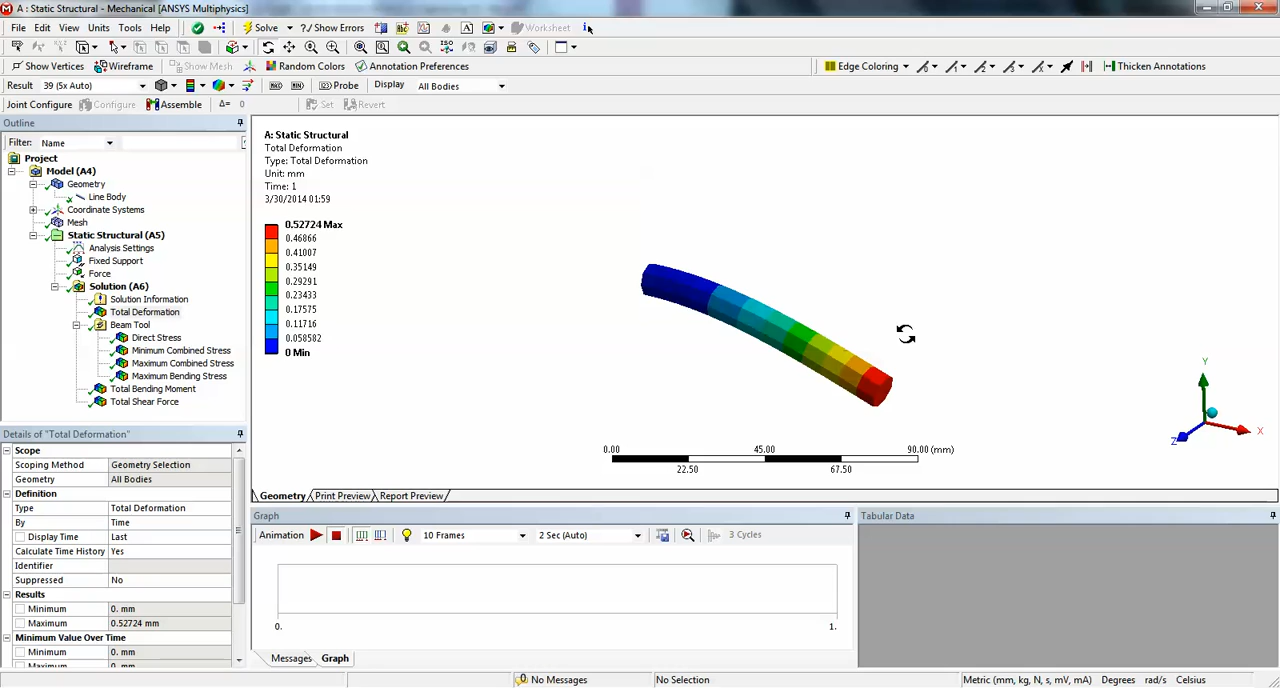 A : Static Structural - Mechanical [ANSYS Multiphysics]
File Edit View Units Tools Help Solve ?/ Show Errors Worksheet
Show Vertices Wireframe Show Mesh Random Colors Annotation Preferences Edge Coloring Thicken Annotations
Result 39 (5x Auto) Probe Display All Bodies
Joint Configure Configure Assemble Δ= 0 Set Revert
Outline
Filter: Name
Project
Model (A4)
Geometry
Line Body
Coordinate Systems
Mesh
Static Structural (A5)
Analysis Settings
Fixed Support
Force
Solution (A6)
Solution Information
Total Deformation
Beam Tool
Direct Stress
Minimum Combined Stress
Maximum Combined Stress
Maximum Bending Stress
Total Bending Moment
Total Shear Force
Details of "Total Deformation"
Scope
Scoping Method Geometry Selection
Geometry All Bodies
Definition
Type Total Deformation
By Time
Display Time Last
Calculate Time History Yes
Identifier
Suppressed No
Results
Minimum 0. mm
Maximum 0.52724 mm
Minimum Value Over Time
Minimum 0. mm
Maximum 0. mm
A: Static Structural
Total Deformation
Type: Total Deformation
Unit: mm
Time: 1
3/30/2014 01:59
0.52724 Max
0.46866
0.41007
0.35149
0.29291
0.23433
0.17575
0.11716
0.058582
0 Min
0.00 45.00 90.00 (mm)
22.50 67.50
Y
X
Z
Geometry Print Preview Report Preview
Graph
Animation 10 Frames 2 Sec (Auto) 3 Cycles
0. 1.
Messages Graph
Tabular Data
No Messages No Selection Metric (mm, kg, N, s, mV, mA) Degrees rad/s Celsius